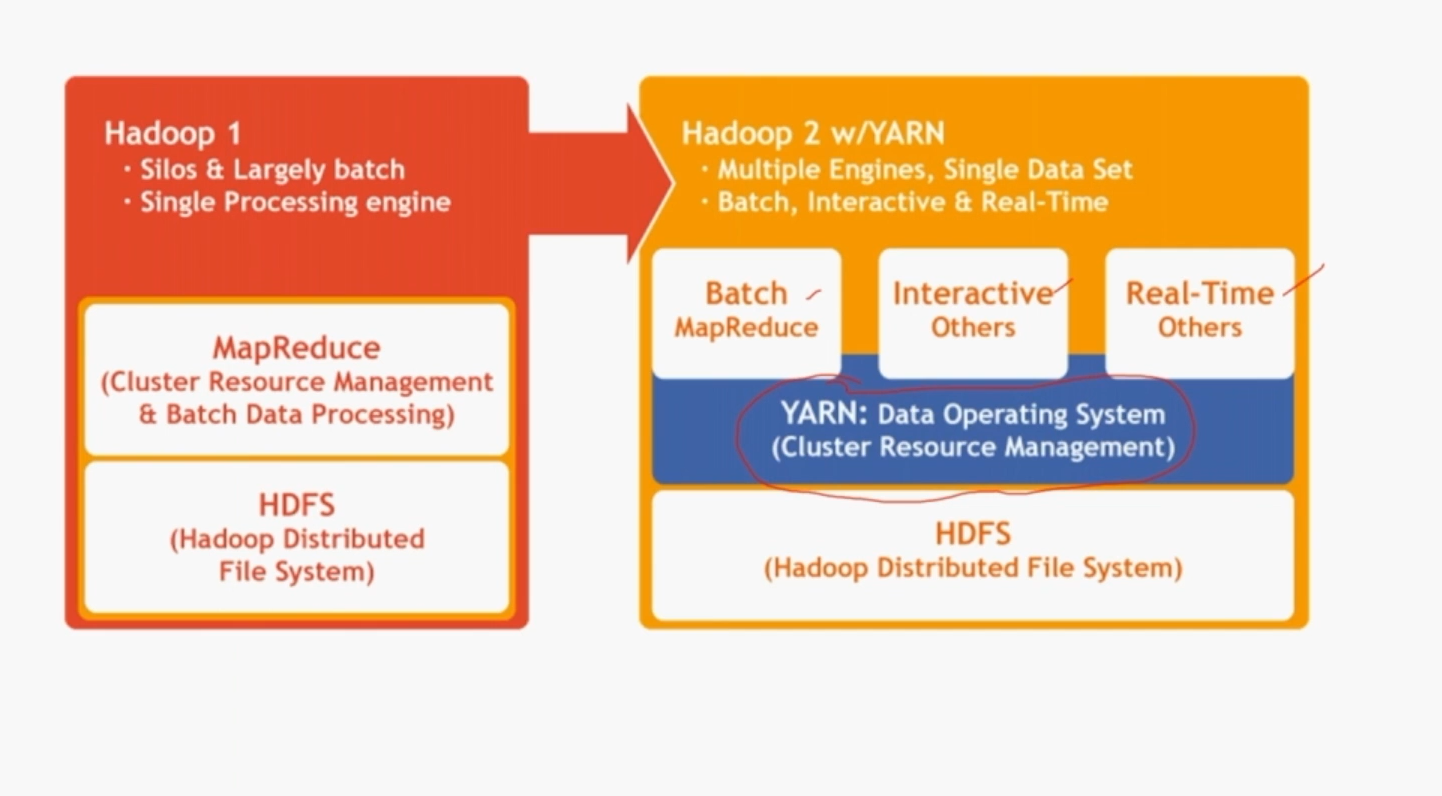 Hadoop 1
· Silos & Largely batch
· Single Processing engine
MapReduce
(Cluster Resource Management
& Batch Data Processing)
HDFS
(Hadoop Distributed
File System)
Hadoop 2 w/YARN
· Multiple Engines, Single Data Set
· Batch, Interactive & Real-Time
Batch
MapReduce
Interactive
Others
Real-Time
Others
YARN: Data Operating System
(Cluster Resource Management)
HDFS
(Hadoop Distributed File System)